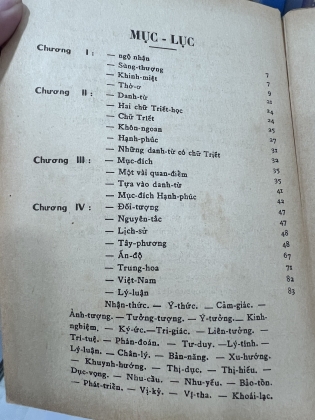 MỤC - LỤC
Chương I : — ngộ nhận
— Sùng-thượng 7
— Khinh-miệt 7
— Thờ-ơ 9
Chương II : — Danh-từ 21
— Hai chữ Triết-học 24
— Chữ Triết 24
— Khôn-ngoan 25
— Hạnh-phúc 27
— Những danh-từ có chữ Triết 31
Chương III : — Mục-đích 32
— Một vài quan-điểm 35
— Tựa vào danh-từ 35
— Mục-đích Hạnh-phúc 41
Chương IV : — Đối-tượng 42
— Nguyên-tắc 47
— Lịch-sử 47
— Tây-phương 48
— Ấn-độ 48
— Trung-hoa 67
— Việt-Nam 71
— Lý-luận 82
83
Nhận-thức. — Ý-thức. — Cảm-giác. —
Ảnh-tượng. — Tưởng-tượng. — Ý-tưởng. — Kinh-
nghiệm. — Ký-ức. — Tri-giác. — Liên-tưởng. —
Trí-tuệ. — Phán-đoán. — Tư-duy. — Lý-tính. —
Lý-luận. — Chân-lý. — Bản-năng. — Xu-hướng.
— Khuynh-hướng. — Thị-dục. — Thị-hiếu. —
Dục-vọng. — Nhu-cầu. — Nhu-yếu. — Bảo-tồn.
— Phát-triển. — Vị-kỷ. — Vị-tha. — Khoái-lạc.